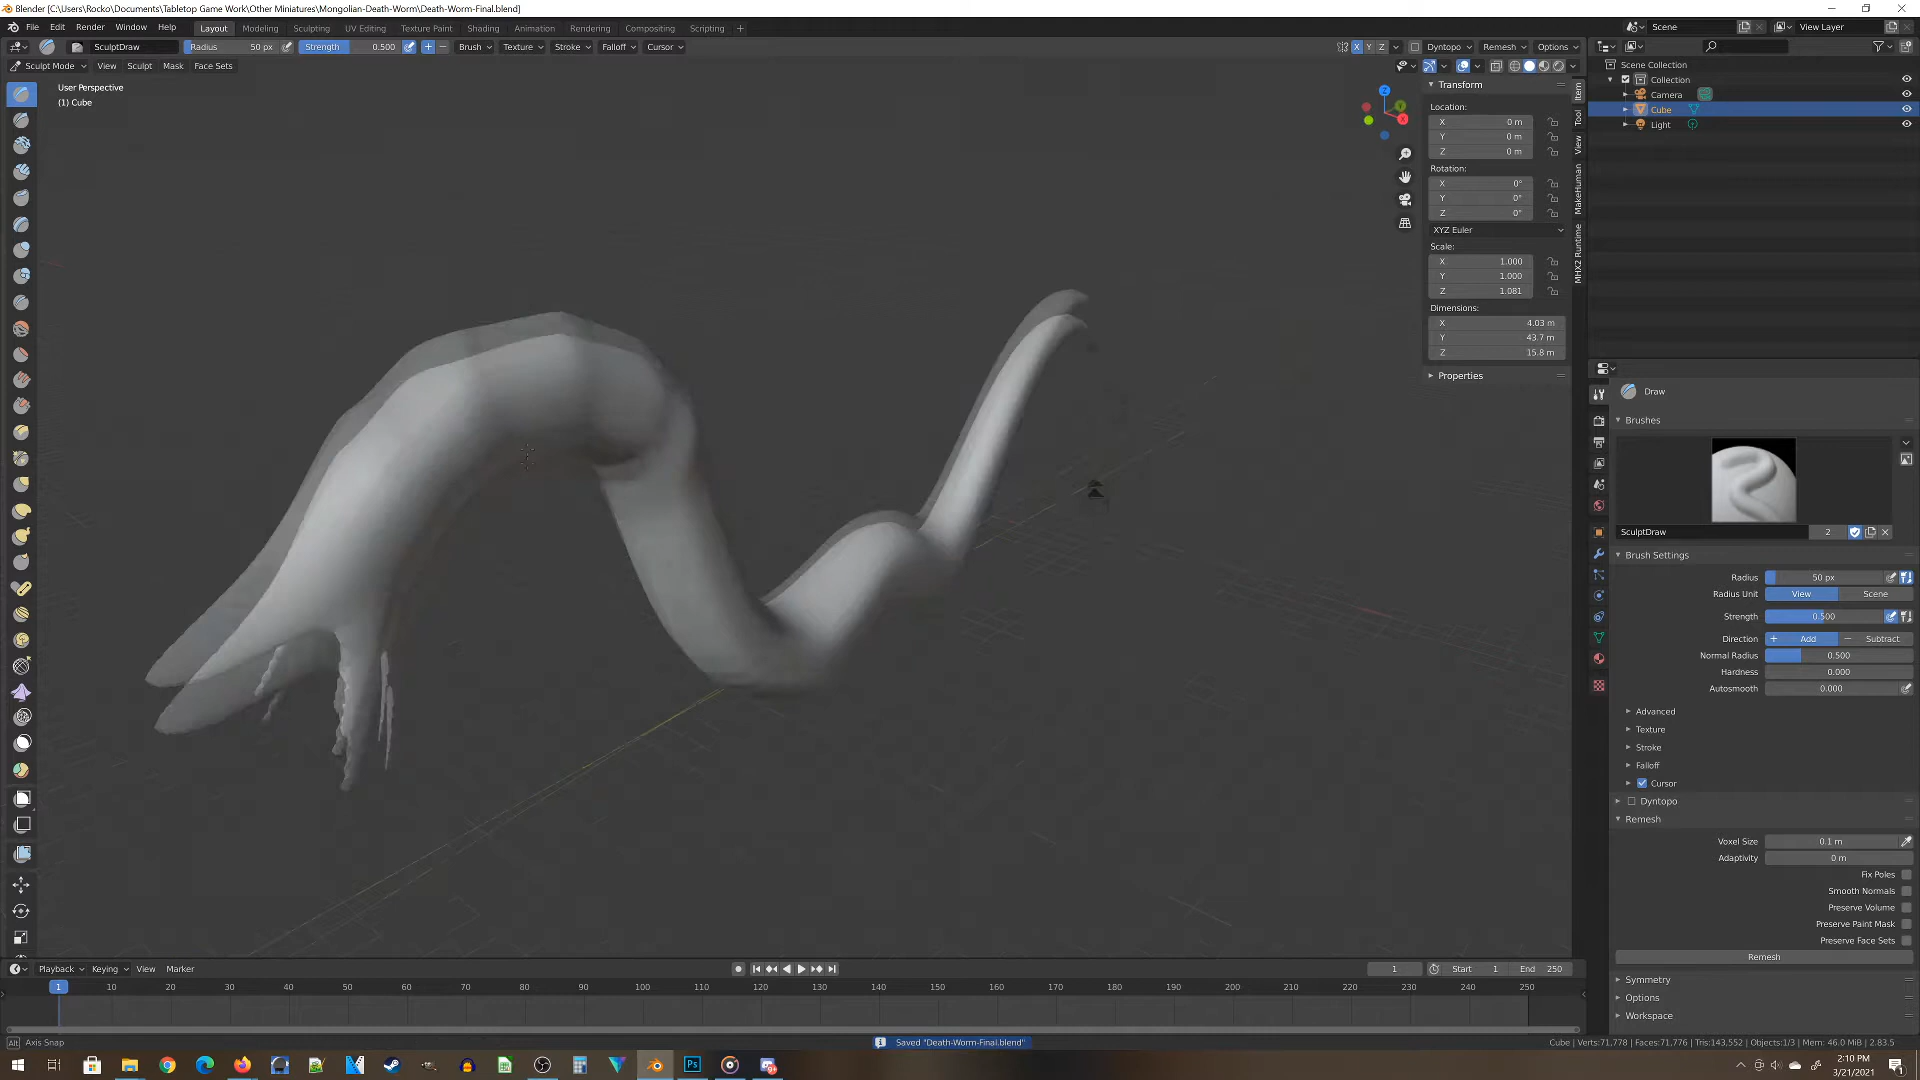 Blender [C:\Users\Rocko\Documents\Tabletop Game Work\Other Miniatures\Mongolian-Death-Worm\Death-Worm-Final.blend]
File Edit Render Window Help Layout Modeling Sculpting UV Editing Texture Paint Shading Animation Rendering Compositing Scripting + Scene View Layer
SculptDraw Radius 50 px Strength 0.500 + − Brush Texture Stroke Falloff Cursor X Y Z Dyntopo Remesh Options
Sculpt Mode View Sculpt Mask Face Sets
User Perspective
(1) Cube
Transform
Location:
X 0 m
Y 0 m
Z 0 m
Rotation:
X 0°
Y 0°
Z 0°
XYZ Euler
Scale:
X 1.000
Y 1.000
Z 1.081
Dimensions:
X 4.03 m
Y 43.7 m
Z 15.8 m
Properties
Item
Tool
View
MakeHuman
MHX2 Runtime
Scene Collection
Collection
Camera
Cube
Light
Draw
Brushes
SculptDraw 2
Brush Settings
Radius 50 px
Radius Unit View Scene
Strength 0.500
Direction + Add − Subtract
Normal Radius 0.500
Hardness 0.000
Autosmooth 0.000
Advanced
Texture
Stroke
Falloff
Cursor
Dyntopo
Remesh
Voxel Size 0.1 m
Adaptivity 0 m
Fix Poles
Smooth Normals
Preserve Volume
Preserve Paint Mask
Preserve Face Sets
Remesh
Symmetry
Options
Workspace
Playback Keying View Marker 1 Start 1 End 250
1 10 20 30 40 50 60 70 80 90 100 110 120 130 140 150 160 170 180 190 200 210 220 230 240 250
Alt Axis Snap Saved "Death-Worm-Final.blend" Cube | Verts:71,778 | Faces:71,776 | Tris:143,552 | Objects:1/3 | Mem: 46.0 MiB | 2.83.5
Ps
2:10 PM
3/21/2021